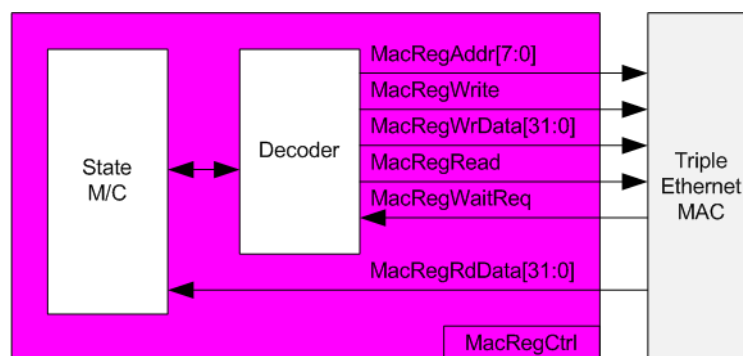 MacRegAddr[7:0]
MacRegWrite
MacRegWrData[31:0]
MacRegRead
MacRegWaitReq
MacRegRdData[31:0]
State
M/C
Decoder
Triple
Ethernet
MAC
MacRegCtrl